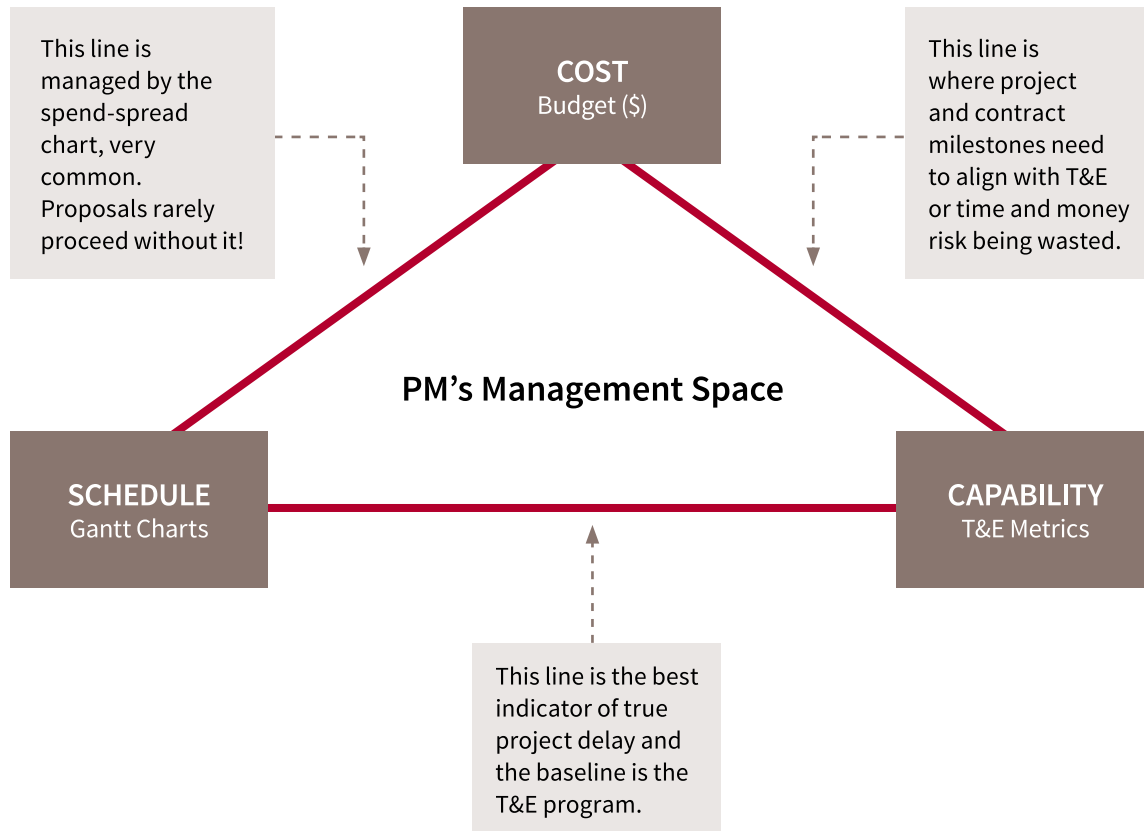 This line is
managed by the
spend-spread
chart, very
common.
Proposals rarely
proceed without it!
COST
Budget ($)
This line is
where project
and contract
milestones need
to align with T&E
or time and money
risk being wasted.
PM’s Management Space
SCHEDULE
Gantt Charts
CAPABILITY
T&E Metrics
This line is the best
indicator of true
project delay and
the baseline is the
T&E program.